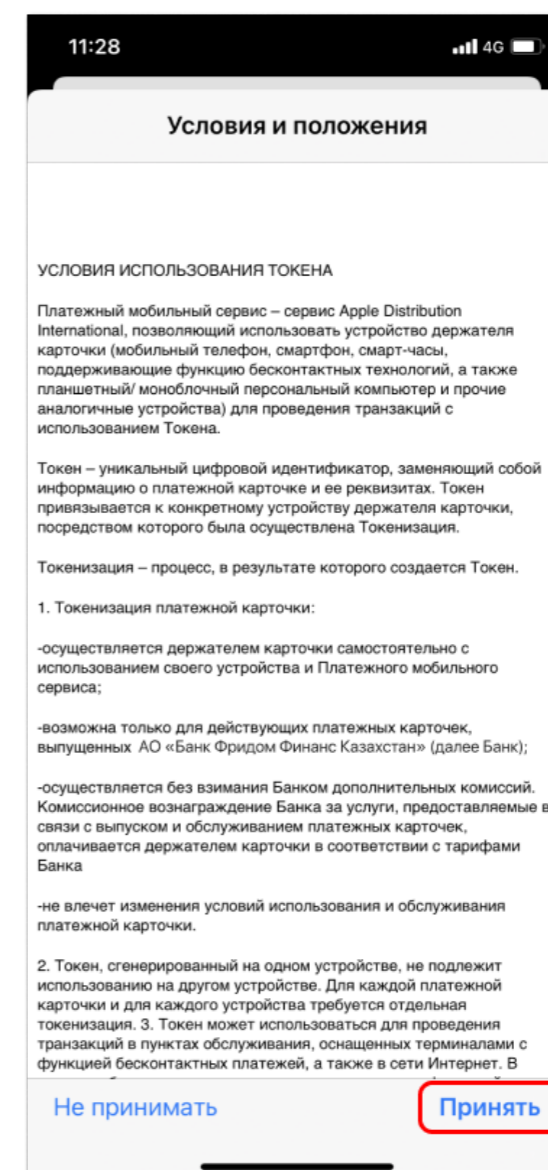 11:28
4G
Условия и положения
УСЛОВИЯ ИСПОЛЬЗОВАНИЯ ТОКЕНА
Платежный мобильный сервис – сервис Apple Distribution
International, позволяющий использовать устройство держателя
карточки (мобильный телефон, смартфон, смарт-часы,
поддерживающие функцию бесконтактных технологий, а также
планшетный/ моноблочный персональный компьютер и прочие
аналогичные устройства) для проведения транзакций с
использованием Токена.
Токен – уникальный цифровой идентификатор, заменяющий собой
информацию о платежной карточке и ее реквизитах. Токен
привязывается к конкретному устройству держателя карточки,
посредством которого была осуществлена Токенизация.
Токенизация – процесс, в результате которого создается Токен.
1. Токенизация платежной карточки:
-осуществляется держателем карточки самостоятельно с
использованием своего устройства и Платежного мобильного
сервиса;
-возможна только для действующих платежных карточек,
выпущенных АО «Банк Фридом Финанс Казахстан» (далее Банк);
-осуществляется без взимания Банком дополнительных комиссий.
Комиссионное вознаграждение Банка за услуги, предоставляемые в
связи с выпуском и обслуживанием платежных карточек,
оплачивается держателем карточки в соответствии с тарифами
Банка
-не влечет изменения условий использования и обслуживания
платежной карточки.
2. Токен, сгенерированный на одном устройстве, не подлежит
использованию на другом устройстве. Для каждой платежной
карточки и для каждого устройства требуется отдельная
токенизация. 3. Токен может использоваться для проведения
транзакций в пунктах обслуживания, оснащенных терминалами с
функцией бесконтактных платежей, а также в сети Интернет. В
Не принимать
Принять